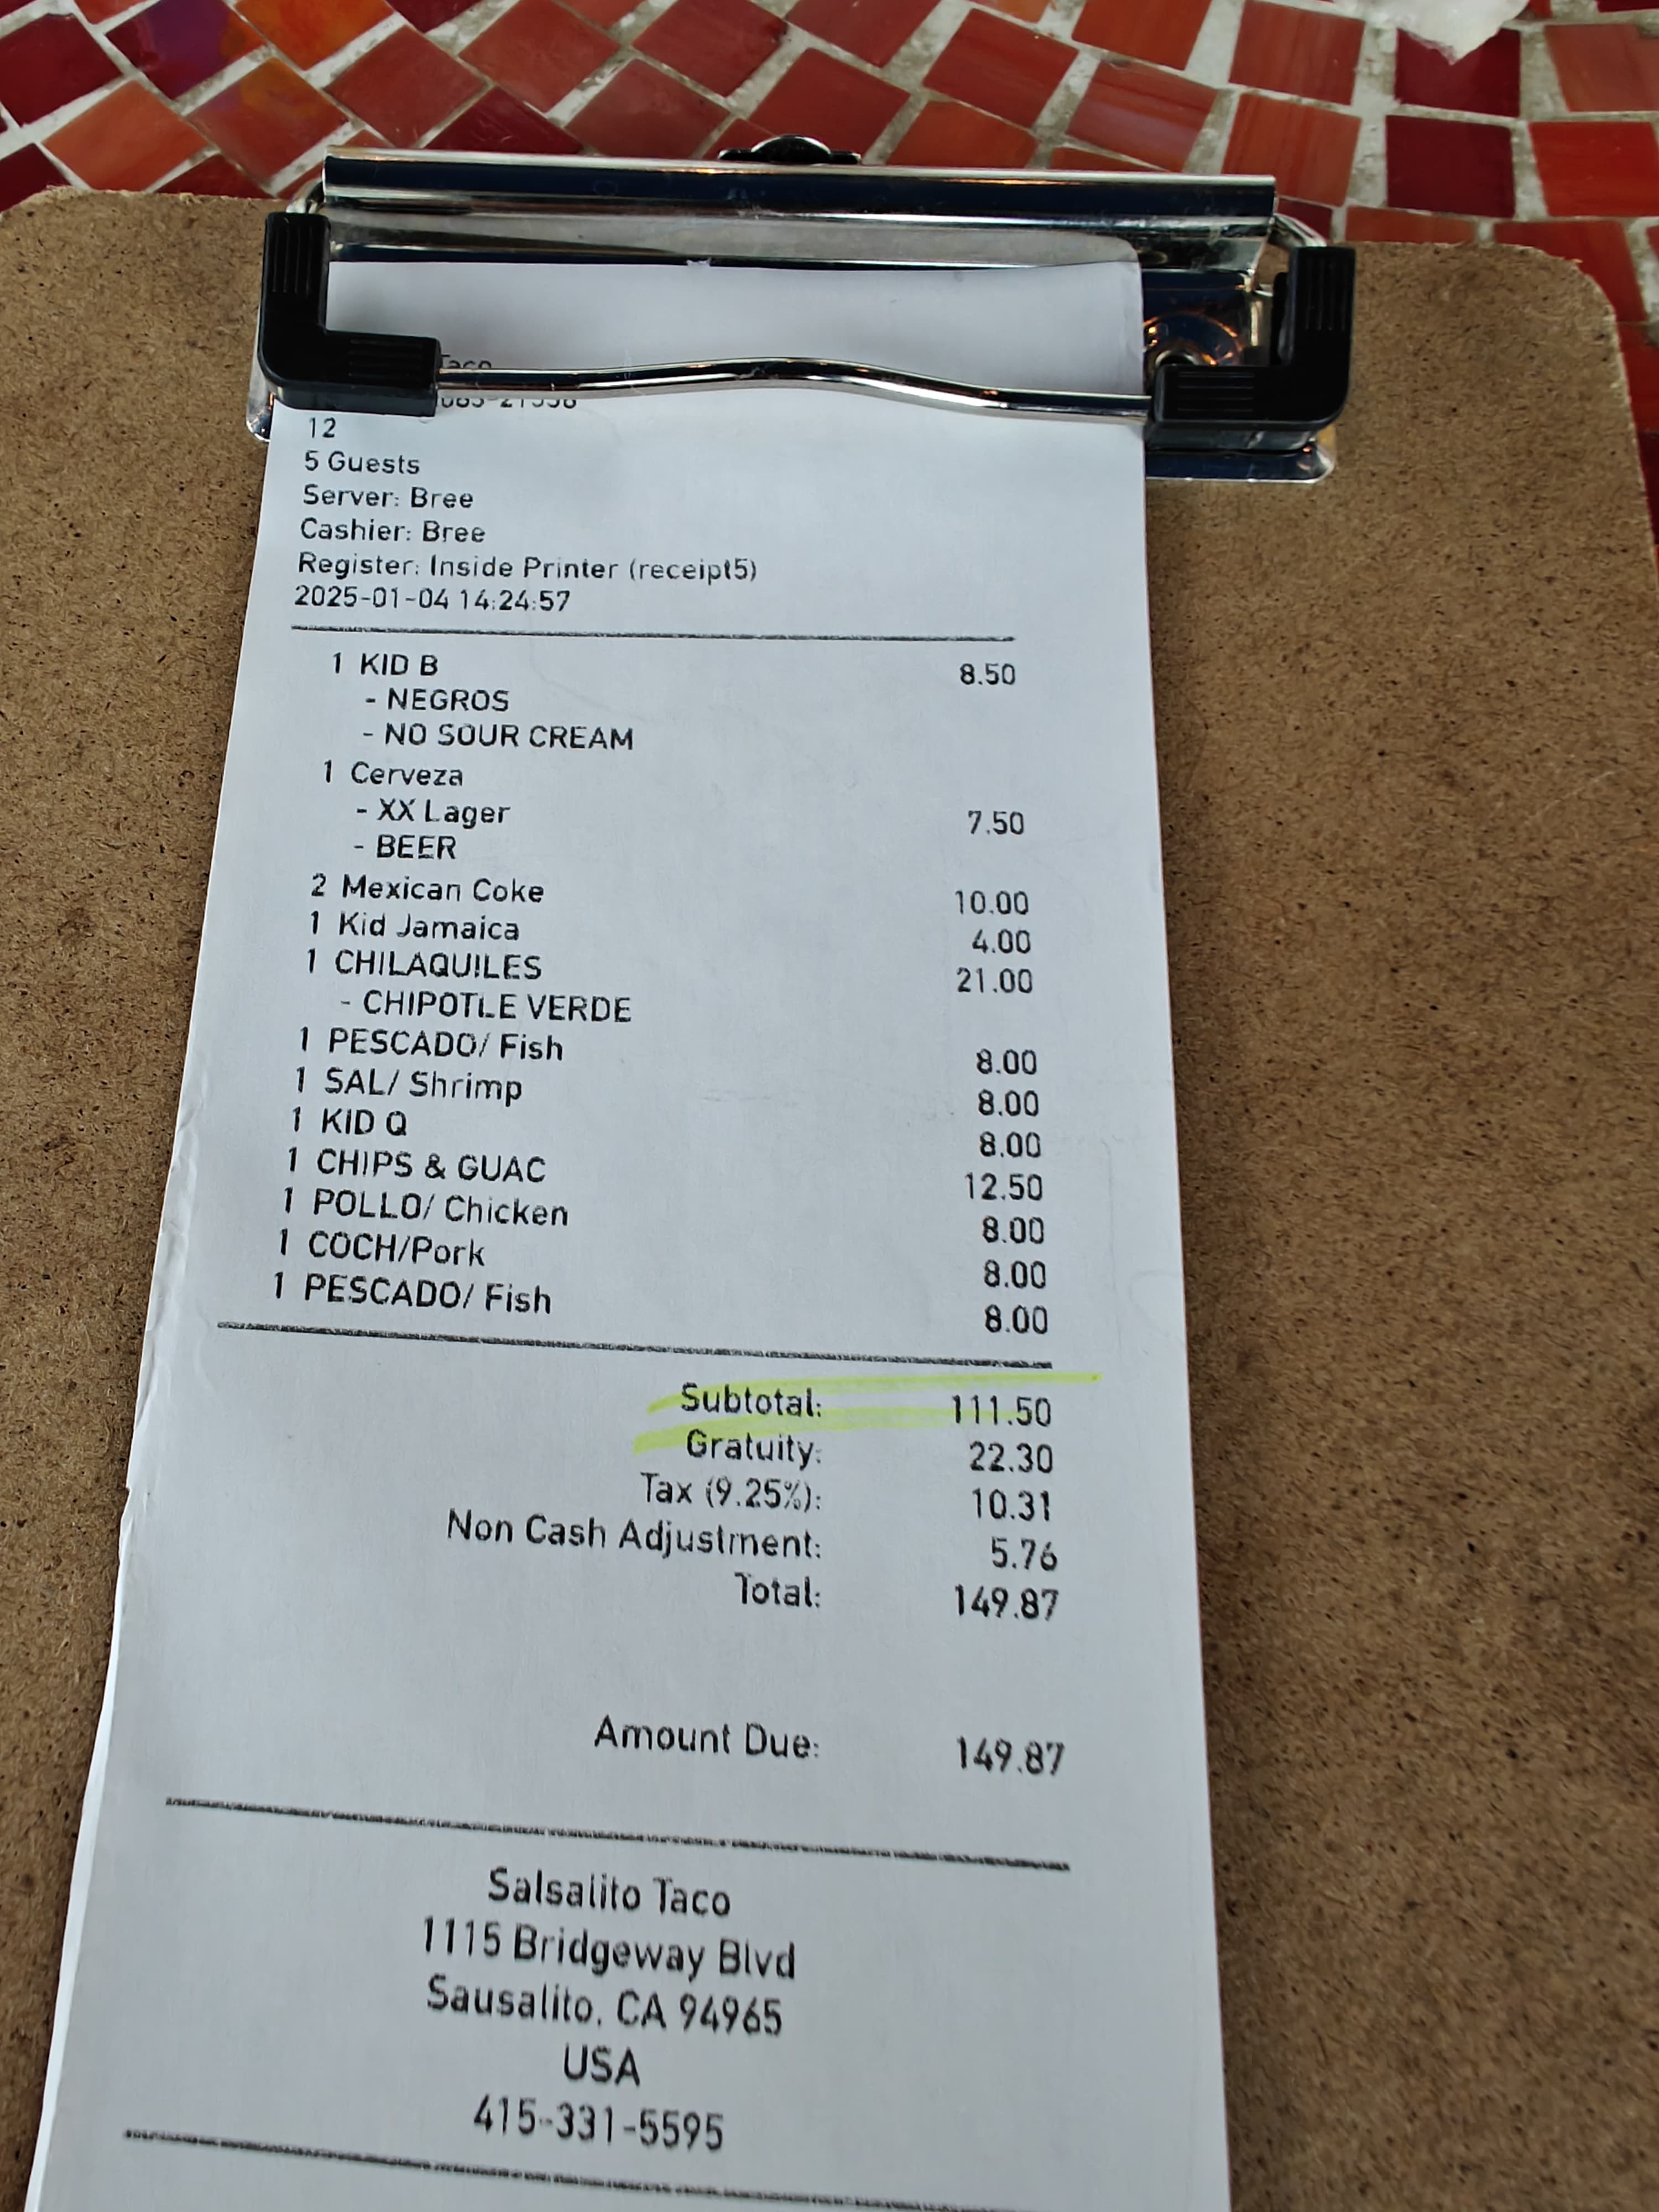 Taco
12
5 Guests
Server: Bree
Cashier: Bree
Register: Inside Printer (receipt5)
2025-01-04 14:24:57
1 KID B 8.50
- NEGROS
- NO SOUR CREAM
1 Cerveza
- XX Lager 7.50
- BEER
2 Mexican Coke 10.00
1 Kid Jamaica 4.00
1 CHILAQUILES 21.00
- CHIPOTLE VERDE
1 PESCADO/ Fish 8.00
1 SAL/ Shrimp 8.00
1 KID Q 8.00
1 CHIPS & GUAC 12.50
1 POLLO/ Chicken 8.00
1 COCH/Pork 8.00
1 PESCADO/ Fish 8.00
Subtotal: 111.50
Gratuity: 22.30
Tax (9.25%): 10.31
Non Cash Adjustment: 5.76
Total: 149.87
Amount Due: 149.87
Salsalito Taco
1115 Bridgeway Blvd
Sausalito, CA 94965
USA
415-331-5595